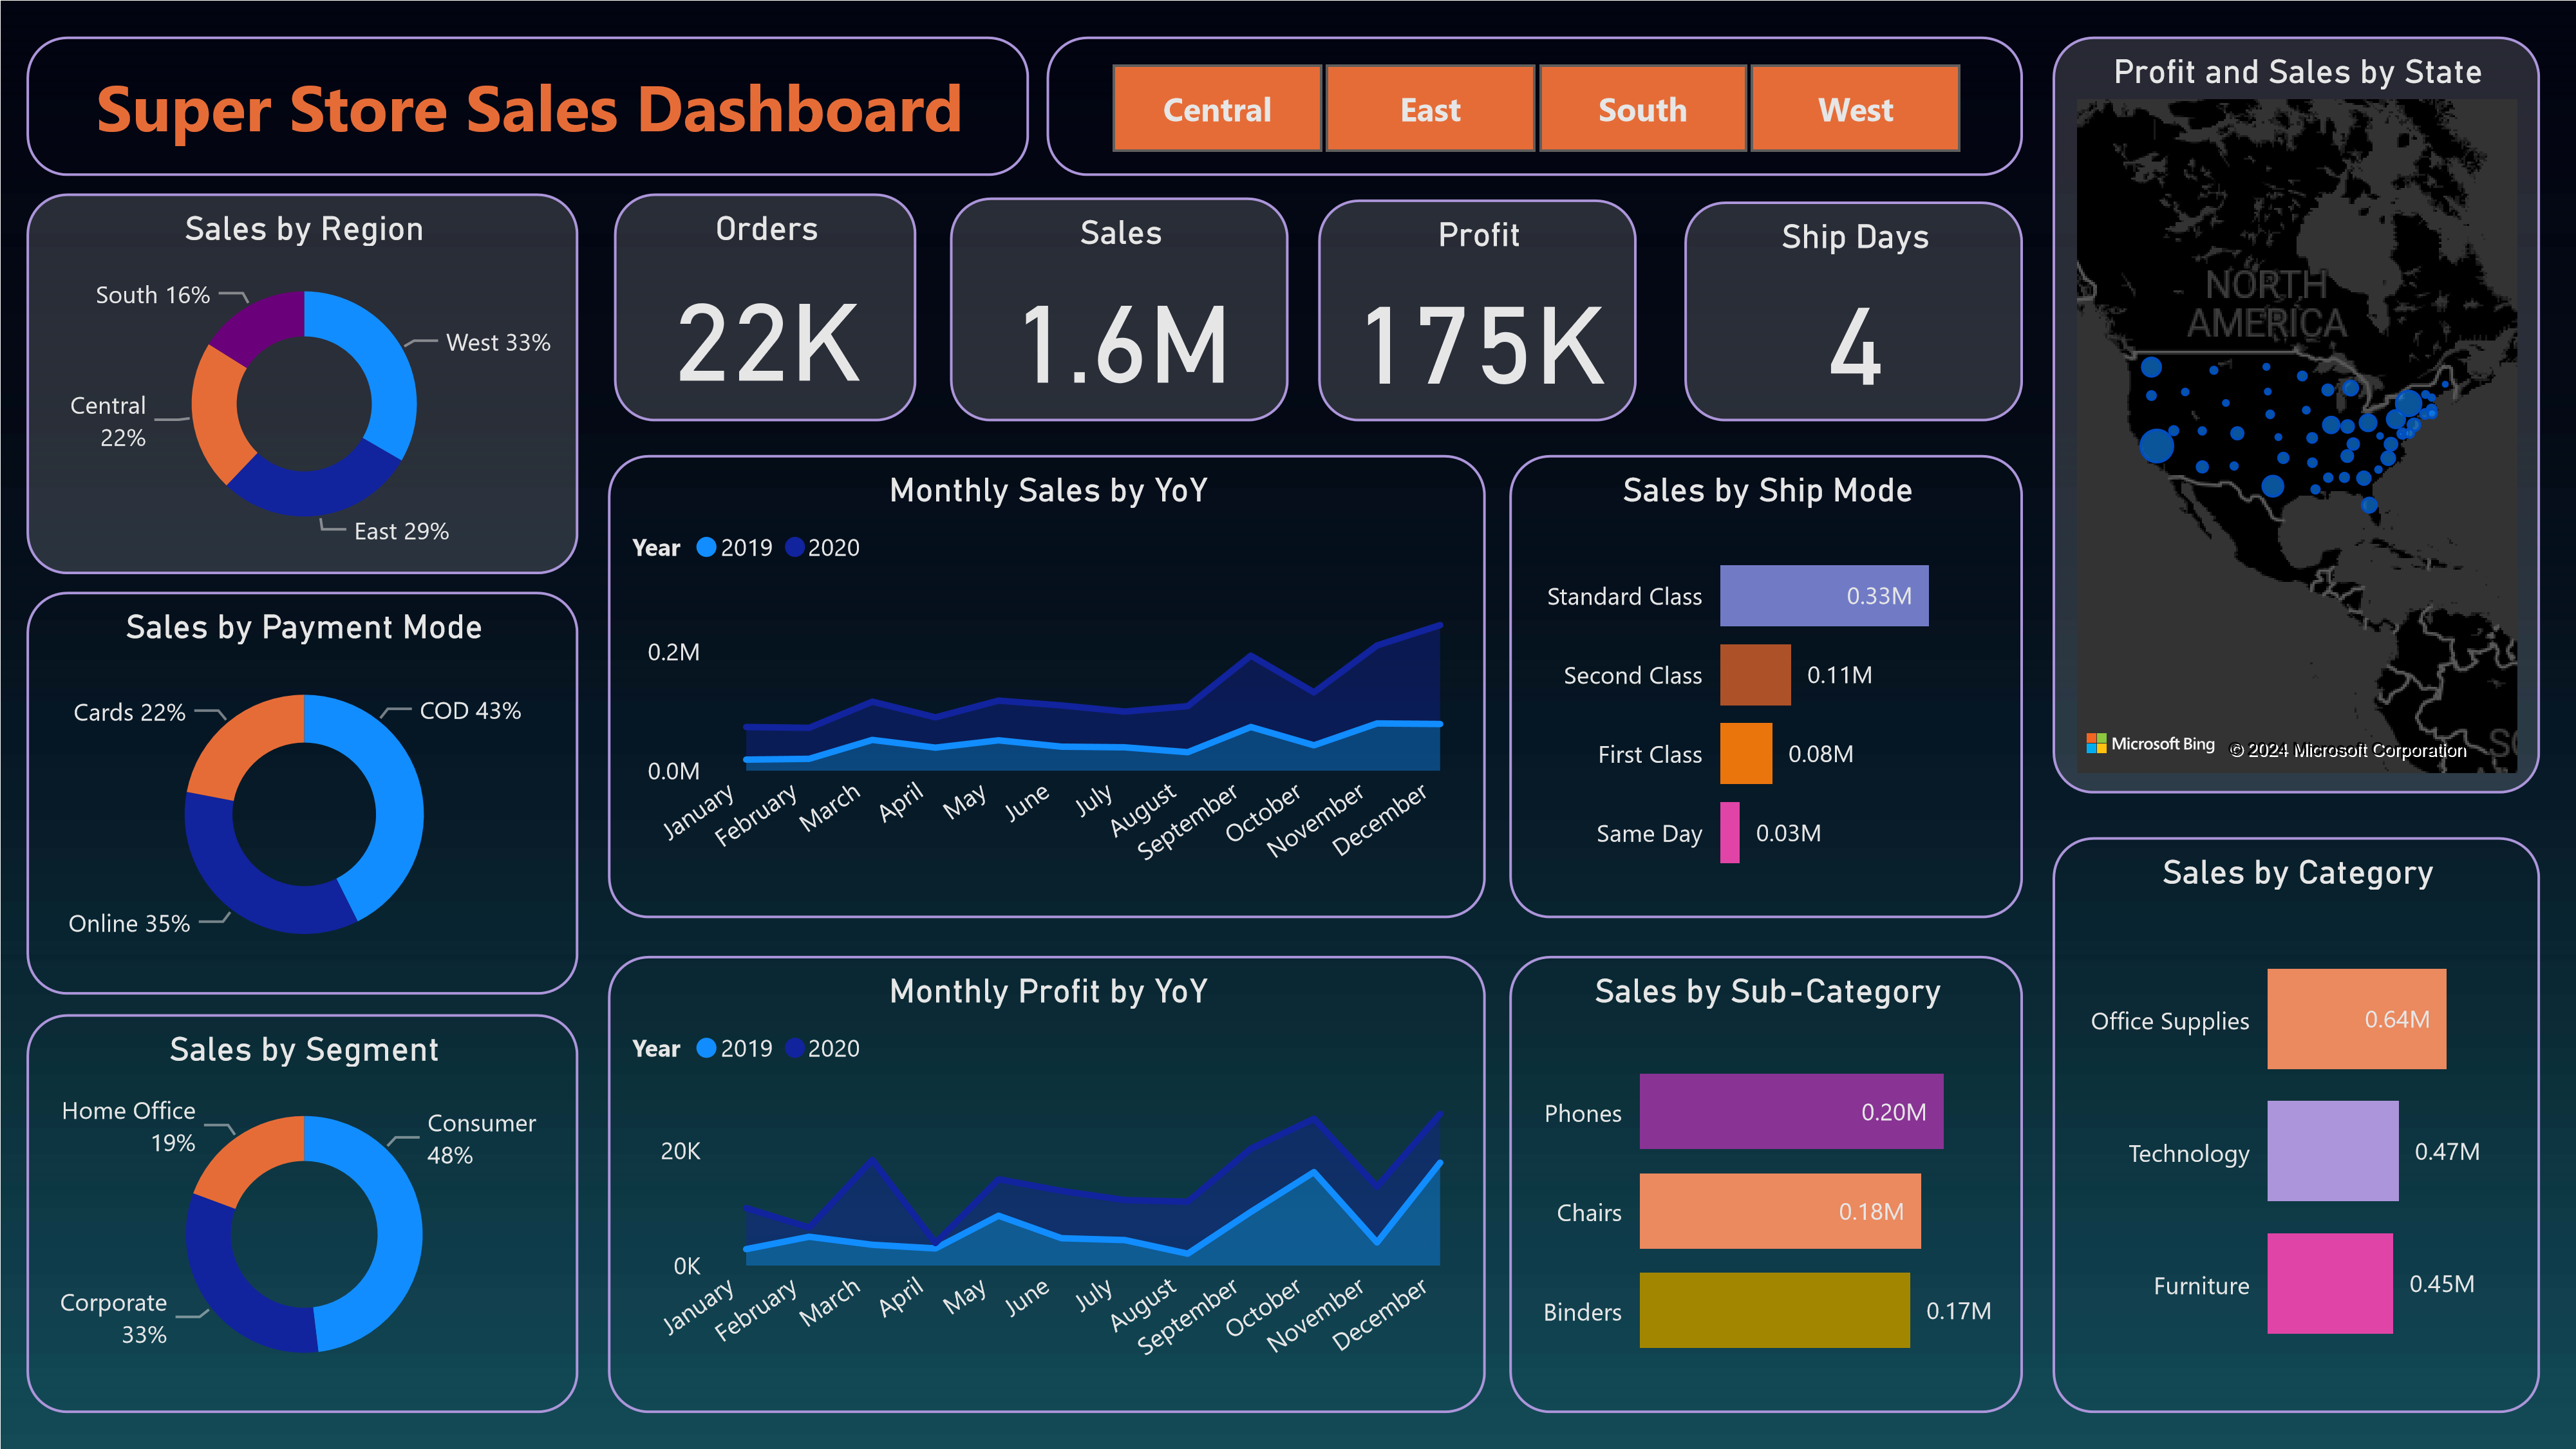 Super Store Sales Dashboard
Central
East
South
West
Profit and Sales by State
NORTH
AMERICA
Microsoft Bing
© 2024 Microsoft Corporation
Sales by Region
South 16%
West 33%
Central
22%
East 29%
Orders
22K
Sales
1.6M
Profit
175K
Ship Days
4
Sales by Payment Mode
Cards 22%
COD 43%
Online 35%
Monthly Sales by YoY
Year
2019
2020
0.2M
0.0M
January
February
March
April
May
June
July
August
September
October
November
December
Sales by Ship Mode
Standard Class
0.33M
Second Class
0.11M
First Class
0.08M
Same Day
0.03M
Sales by Segment
Home Office
19%
Consumer
48%
Corporate
33%
Monthly Profit by YoY
Year
2019
2020
20K
0K
January
February
March
April
May
June
July
August
September
October
November
December
Sales by Sub-Category
Phones
0.20M
Chairs
0.18M
Binders
0.17M
Sales by Category
Office Supplies
0.64M
Technology
0.47M
Furniture
0.45M